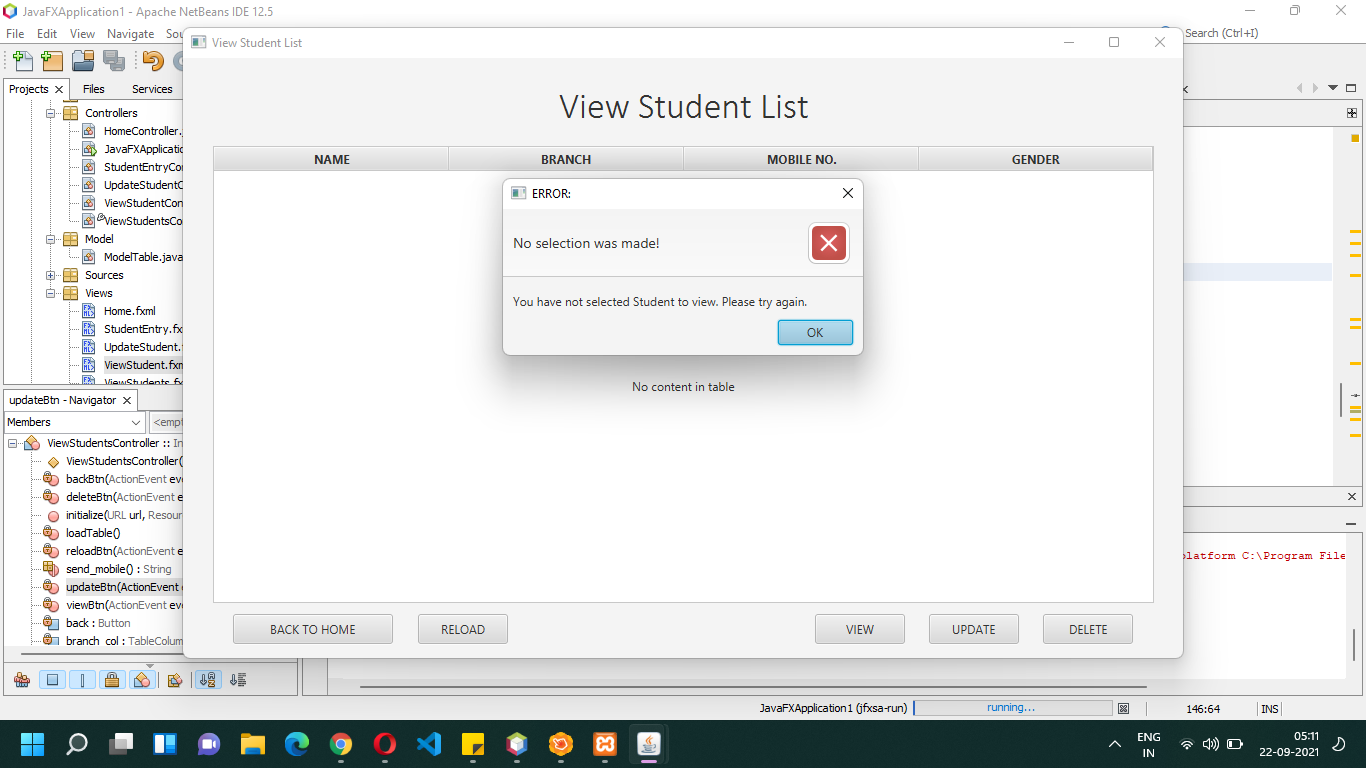 JavaFXApplication1 - Apache NetBeans IDE 12.5
File Edit View Navigate Sou
Search (Ctrl+I)
View Student List
Projects Files Services
Controllers
HomeController.
JavaFXApplicatio
StudentEntryCo
UpdateStudentC
ViewStudentCon
ViewStudentsCo
Model
ModelTable.java
Sources
Views
Home.fxml
StudentEntry.fx
UpdateStudent.
ViewStudent.fxm
ViewStudents.fx
View Student List
NAME BRANCH MOBILE NO. GENDER
ERROR:
No selection was made!
You have not selected Student to view. Please try again.
OK
No content in table
BACK TO HOME RELOAD VIEW UPDATE DELETE
updateBtn - Navigator
Members <empt
ViewStudentsController :: In
ViewStudentsController(
backBtn(ActionEvent eve
deleteBtn(ActionEvent e
initialize(URL url, Resour
loadTable()
reloadBtn(ActionEvent e
send_mobile() : String
updateBtn(ActionEvent e
viewBtn(ActionEvent eve
back : Button
branch_col : TableColum
platform C:\Program File
JavaFXApplication1 (jfxsa-run) running... 146:64 INS
ENG
IN
05:11
22-09-2021